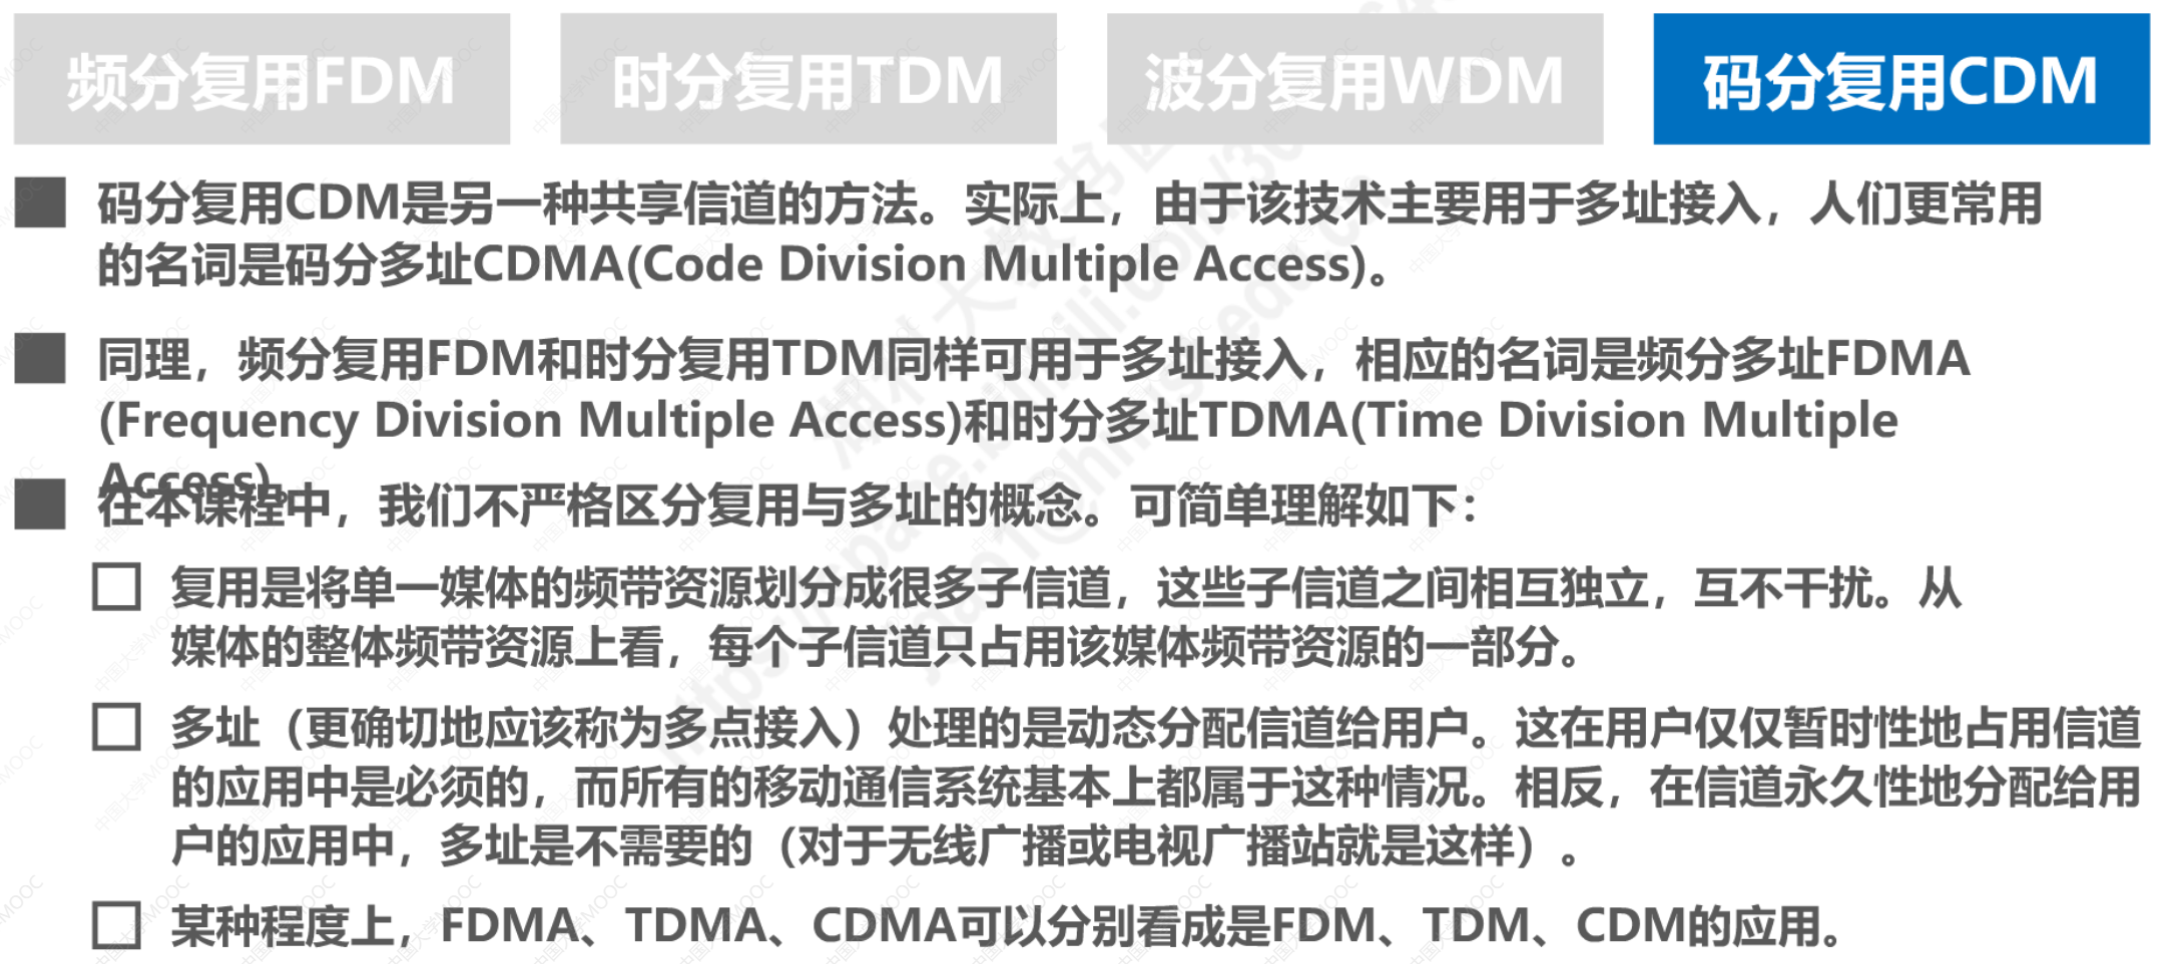 频分复用FDM
时分复用TDM
波分复用WDM
码分复用CDM
码分复用CDM是另一种共享信道的方法。实际上，由于该技术主要用于多址接入，人们更常用
的名词是码分多址CDMA(Code Division Multiple Access)。
同理，频分复用FDM和时分复用TDM同样可用于多址接入，相应的名词是频分多址FDMA
(Frequency Division Multiple Access)和时分多址TDMA(Time Division Multiple
Access)。
在本课程中，我们不严格区分复用与多址的概念。可简单理解如下：
复用是将单一媒体的频带资源划分成很多子信道，这些子信道之间相互独立，互不干扰。从
媒体的整体频带资源上看，每个子信道只占用该媒体频带资源的一部分。
多址（更确切地应该称为多点接入）处理的是动态分配信道给用户。这在用户仅仅暂时性地占用信道
的应用中是必须的，而所有的移动通信系统基本上都属于这种情况。相反，在信道永久性地分配给用
户的应用中，多址是不需要的（对于无线广播或电视广播站就是这样）。
某种程度上，FDMA、TDMA、CDMA可以分别看成是FDM、TDM、CDM的应用。